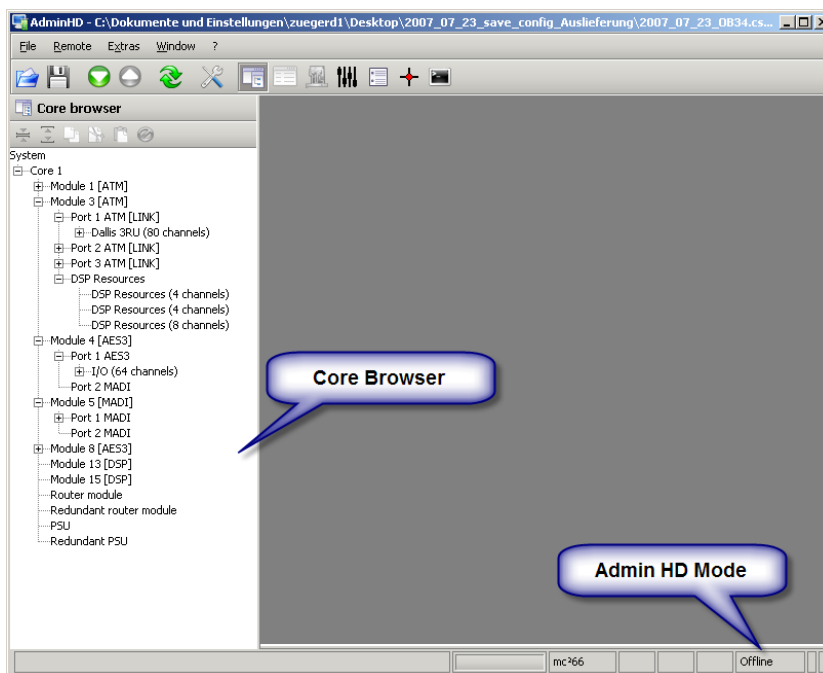 AdminHD - C:\Dokumente und Einstellungen\zuegerd1\Desktop\2007_07_23_save_config_Auslieferung\2007_07_23_OB34.cs...
File Remote Extras Window ?
Core browser
System
Core 1
Module 1 [ATM]
Module 3 [ATM]
Port 1 ATM [LINK]
Dallis 3RU (80 channels)
Port 2 ATM [LINK]
Port 3 ATM [LINK]
DSP Resources
DSP Resources (4 channels)
DSP Resources (4 channels)
DSP Resources (8 channels)
Module 4 [AES3]
Port 1 AES3
I/O (64 channels)
Port 2 MADI
Module 5 [MADI]
Port 1 MADI
Port 2 MADI
Module 8 [AES3]
Module 13 [DSP]
Module 15 [DSP]
Router module
Redundant router module
PSU
Redundant PSU
Core Browser
Admin HD Mode
mc²66
Offline